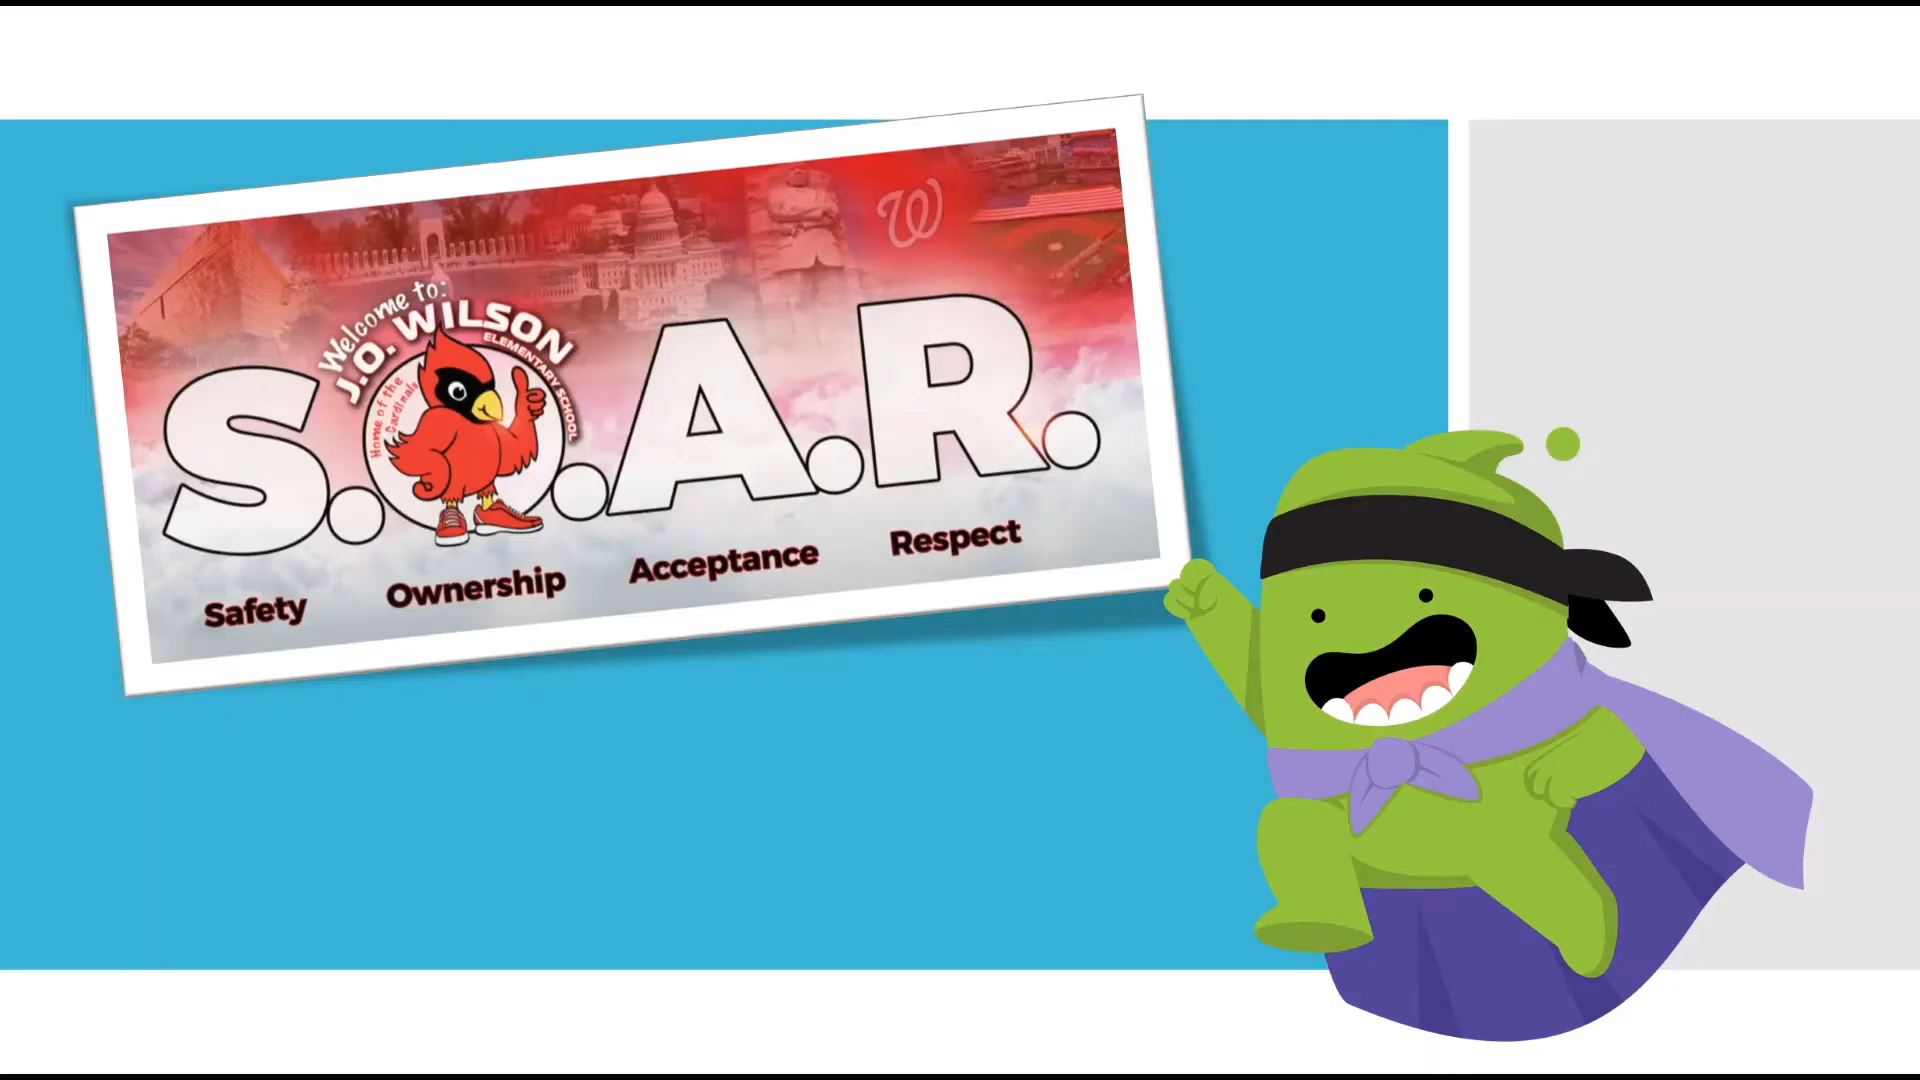 Welcome to:
J.O. WILSON
ELEMENTARY SCHOOL
Home of the
Cardinals
S.O.A.R.
Safety
Ownership
Acceptance
Respect
W